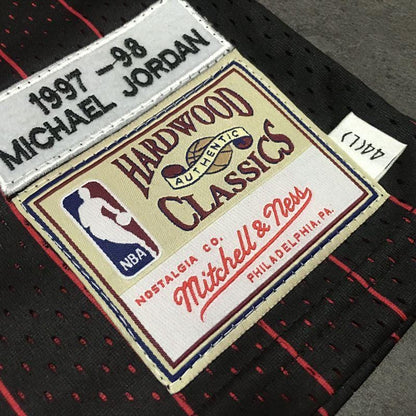 1997-98
MICHAEL JORDAN
HARDWOOD
AUTHENTIC
CLASSICS
NBA
NOSTALGIA CO.
Mitchell & Ness
PHILADELPHIA, PA.
44(L)